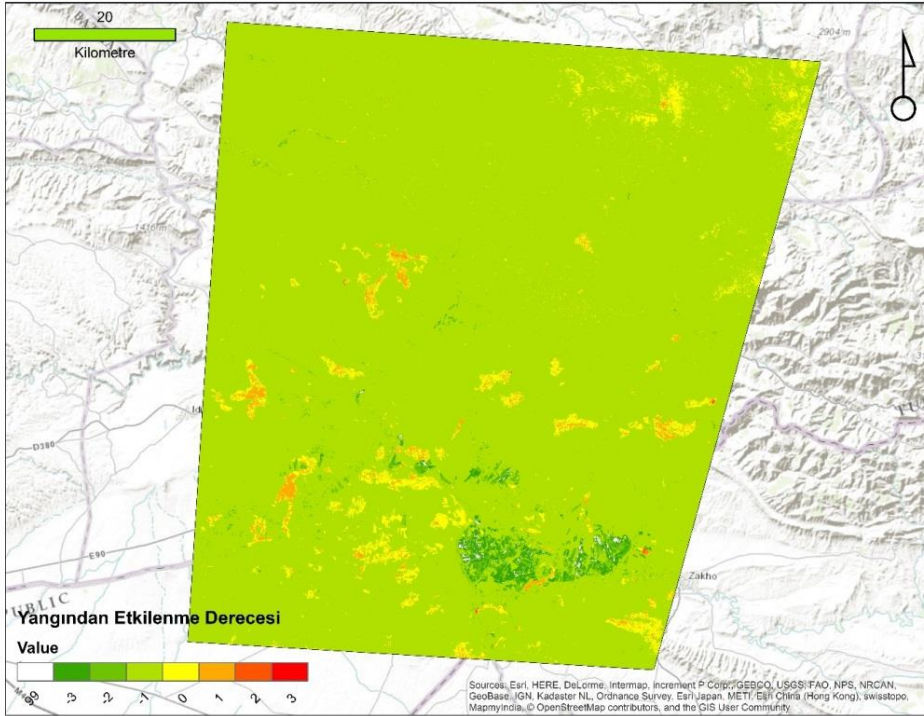 20
Kilometre
2904 m
1416 m
D380
E90
Zakho
PUBLIC
Yangından Etkilenme Derecesi
Value
-99
-3
-2
-1
0
1
2
3
Sources: Esri, HERE, DeLorme, Intermap, increment P Corp., GEBCO, USGS, FAO, NPS, NRCAN,
GeoBase, IGN, Kadaster NL, Ordnance Survey, Esri Japan, METI, Esri China (Hong Kong), swisstopo,
MapmyIndia, © OpenStreetMap contributors, and the GIS User Community